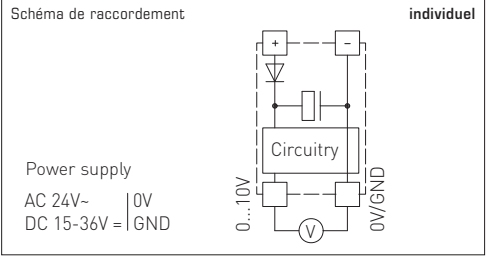 Schéma de raccordement
individuel
+ −
Circuitry
Power supply
AC 24V~ | 0V
DC 15-36V = | GND
0...10V
0V/GND
V